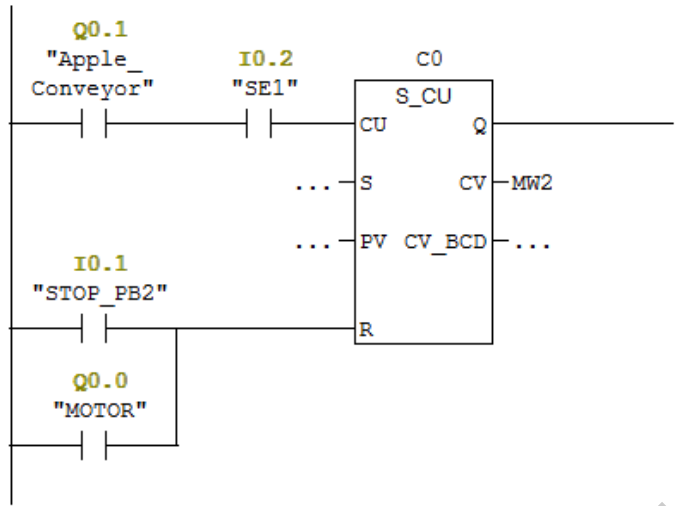 Q0.1
"Apple_
Conveyor"
I0.2
"SE1"
C0
S_CU
CU
Q
... S
CV MW2
... PV
CV_BCD ...
I0.1
"STOP_PB2"
R
Q0.0
"MOTOR"